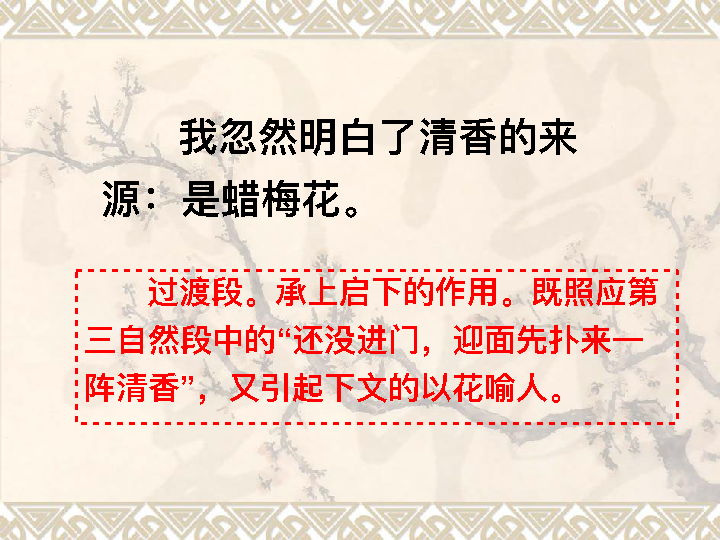 我忽然明白了清香的来
源：是蜡梅花。
过渡段。承上启下的作用。既照应第
三自然段中的“还没进门，迎面先扑来一
阵清香”，又引起下文的以花喻人。